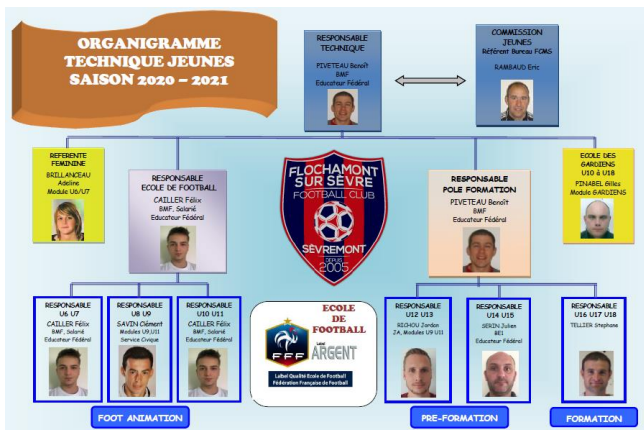 ORGANIGRAMME
TECHNIQUE JEUNES
SAISON 2020 – 2021
RESPONSABLE
TECHNIQUE
PIVETEAU Benoît
BMF
Educateur Fédéral
COMMISSION
JEUNES
Référent Bureau FCMS
RAMBAUD Eric
REFERENTE
FEMININE
BRILLANCEAU
Adeline
Module U6/U7
RESPONSABLE
ECOLE DE FOOTBALL
CAILLER Félix
BMF, Salarié
Educateur Fédéral
FLOCHAMONT
SUR SÈVRE
FOOTBALL CLUB
SÈVREMONT
DEPUIS
2005
RESPONSABLE
POLE FORMATION
PIVETEAU Benoît
BMF
Educateur Fédéral
ECOLE DES
GARDIENS
U10 à U18
PINABEL Gilles
Module GARDIENS
RESPONSABLE
U6 U7
CAILLER Félix
BMF, Salarié
Educateur Fédéral
RESPONSABLE
U8 U9
SAVIN Clément
Modules U9,U11
Service Civique
RESPONSABLE
U10 U11
CAILLER Félix
BMF, Salarié
Educateur Fédéral
ECOLE
DE
FOOTBALL
FFF
Label
ARGENT
Label Qualité Ecole de Football
Fédération Française de Football
RESPONSABLE
U12 U13
RICHOU Jordan
JA, Modules U9 U11
RESPONSABLE
U14 U15
SERIN Julien
BE1
Educateur Fédéral
RESPONSABLE
U16 U17 U18
TELLIER Stephane
FOOT ANIMATION
PRE-FORMATION
FORMATION